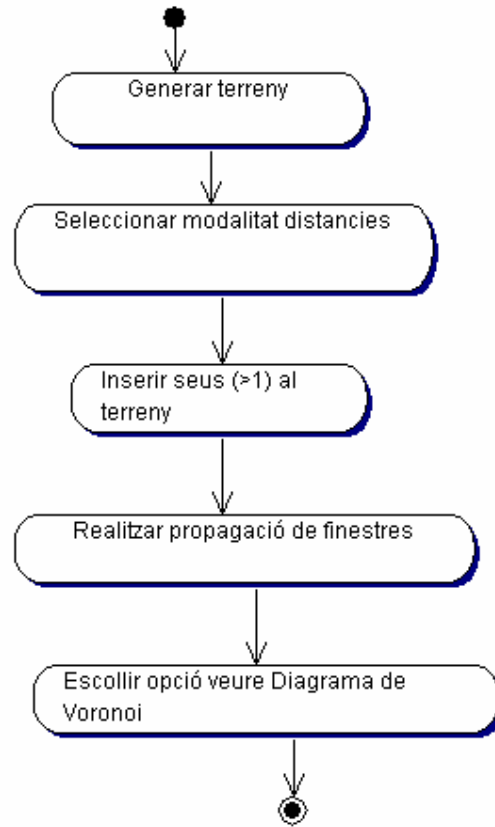 Generar terreny
Seleccionar modalitat distancies
Inserir seus (>1) al
terreny
Realitzar propagació de finestres
Escollir opció veure Diagrama de
Voronoi